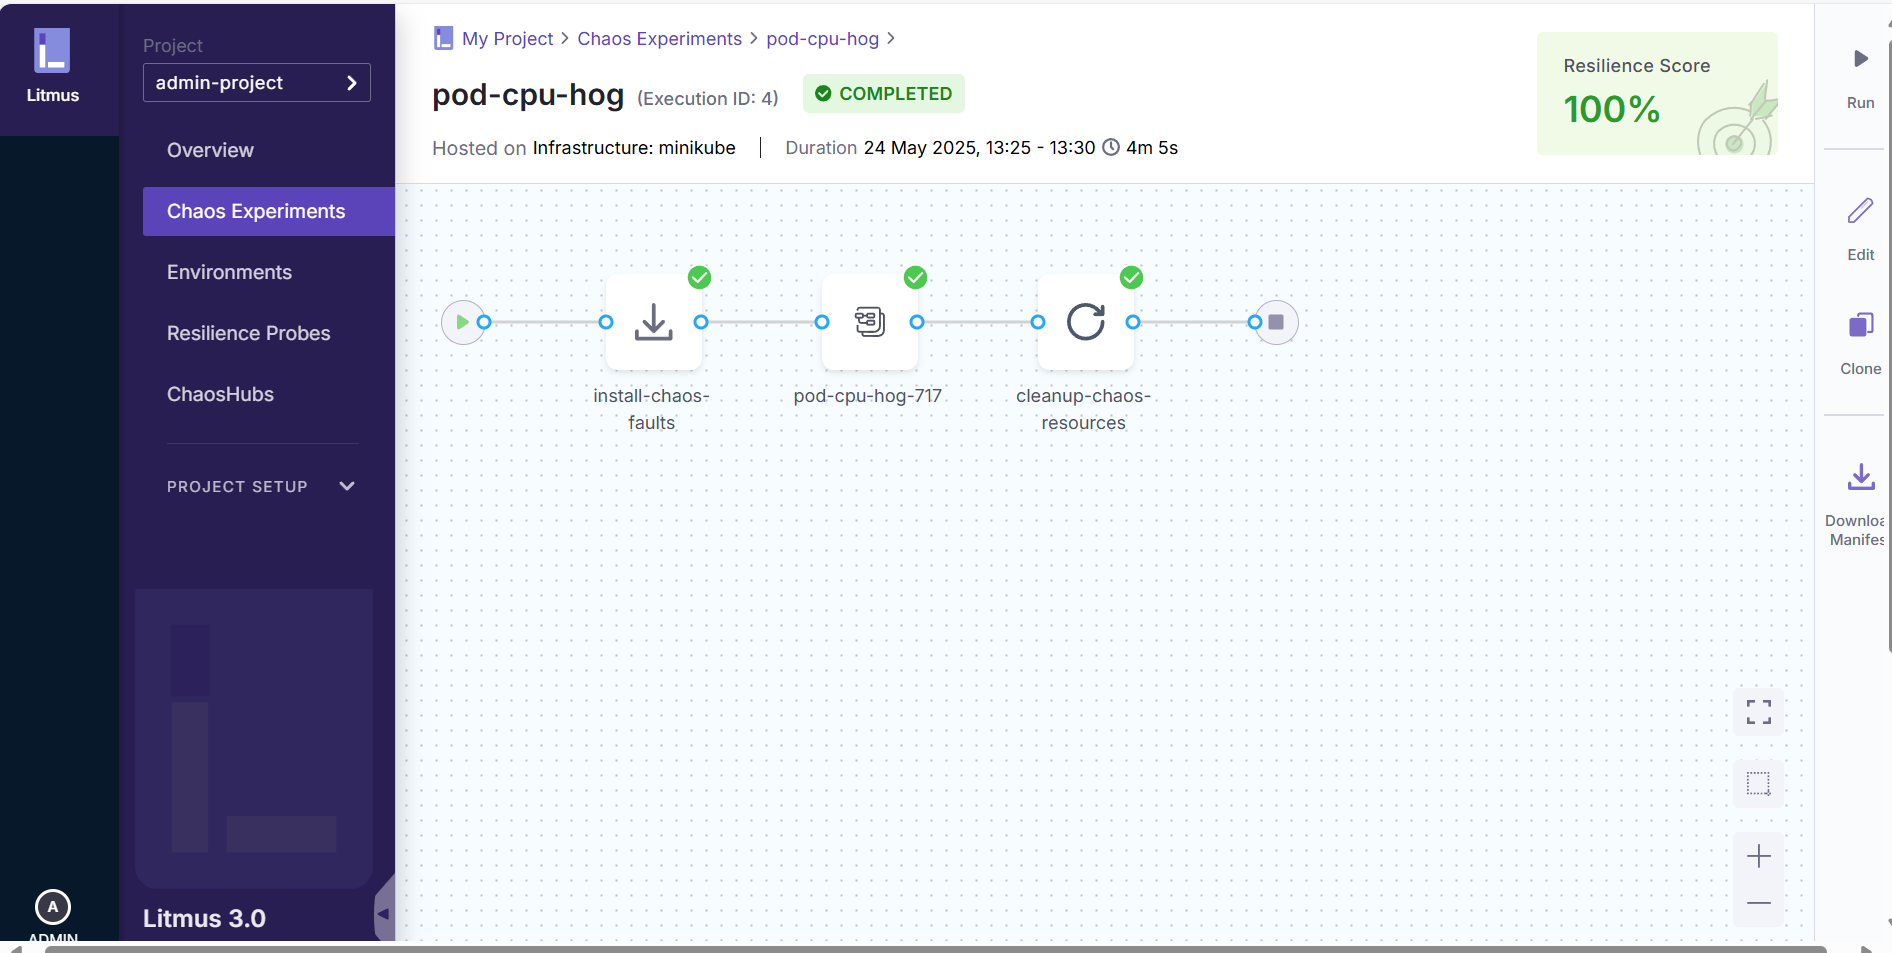 Litmus
Project
admin-project
Overview
Chaos Experiments
Environments
Resilience Probes
ChaosHubs
PROJECT SETUP
Litmus 3.0
A
ADMIN
My Project > Chaos Experiments > pod-cpu-hog >
pod-cpu-hog (Execution ID: 4) COMPLETED
Hosted on Infrastructure: minikube | Duration 24 May 2025, 13:25 - 13:30 4m 5s
Resilience Score
100%
install-chaos-
faults
pod-cpu-hog-717
cleanup-chaos-
resources
Run
Edit
Clone
Downloa
Manifes